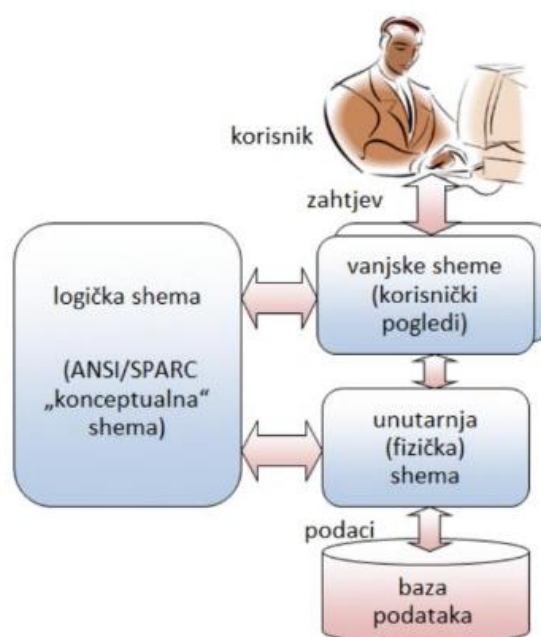 korisnik
zahtjev
logička shema
(ANSI/SPARC
„konceptualna“
shema)
vanjske sheme
(korisnički
pogledi)
unutarnja
(fizička)
shema
podaci
baza
podataka